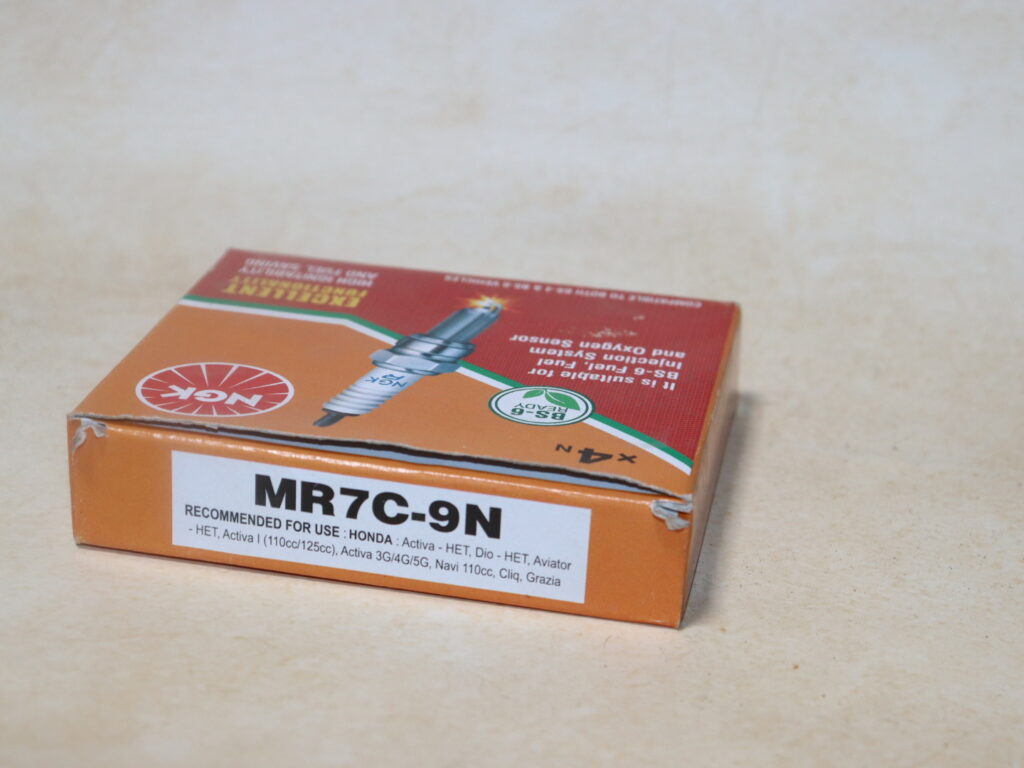 MR7C-9N
RECOMMENDED FOR USE : HONDA : Activa - HET, Dio - HET, Aviator
- HET, Activa I (110cc/125cc), Activa 3G/4G/5G, Navi 110cc, Cliq, Grazia
x4N
BS-6
READY
It is suitable for
BS-6 Fuel, Fuel
Injection System
and Oxygen Sensor
COMPATIBLE TO BOTH BS-4 & BS-6 VEHICLES
NGK
NGK
EXCELLENT
FUNCTIONALITY
HIGH IGNITABILITY
AND FUEL SAVING